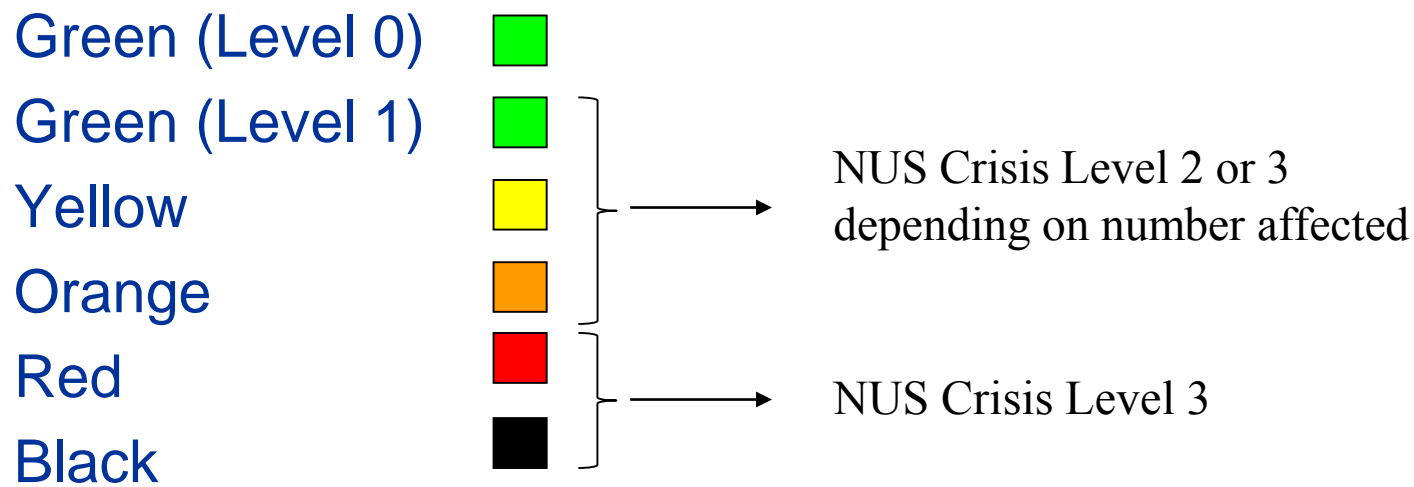 Green (Level 0)
Green (Level 1)
Yellow
Orange
Red
Black
NUS Crisis Level 2 or 3
depending on number affected
NUS Crisis Level 3